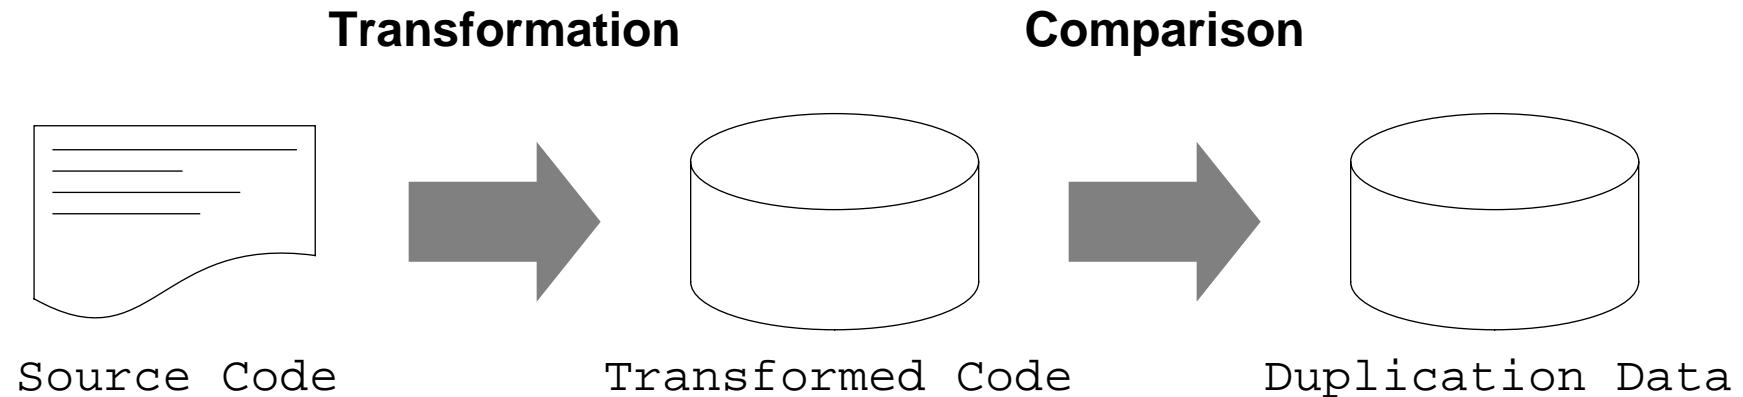 Transformation Comparison
Source Code Transformed Code Duplication Data